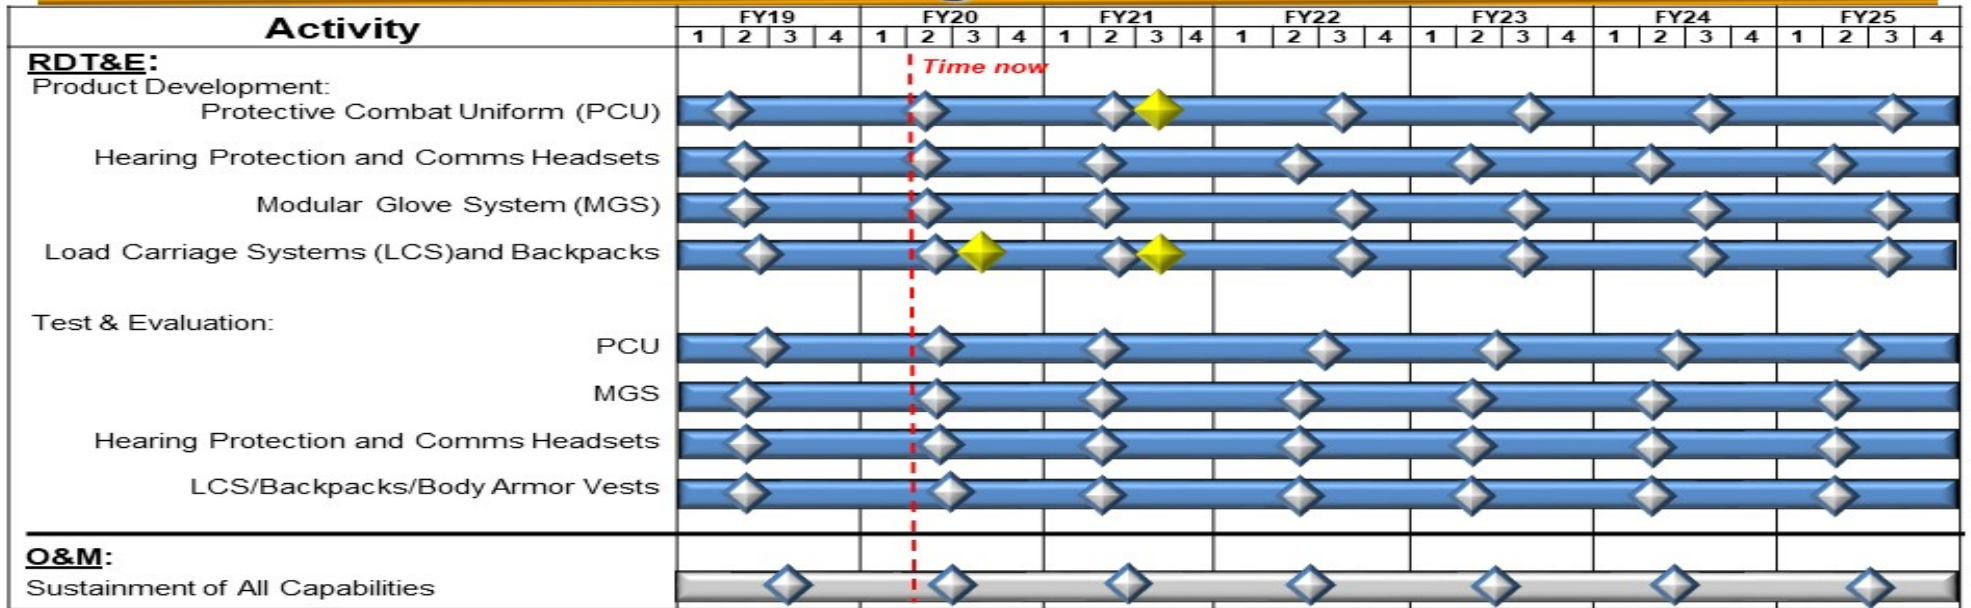 FY19 FY20 FY21 FY22 FY23 FY24 FY25
Activity
1 2 3 4 1 2 3 4 1 2 3 4 1 2 3 4 1 2 3 4 1 2 3 4 1 2 3 4
RDT&E:
Time now
Product Development:
Protective Combat Uniform (PCU)
Hearing Protection and Comms Headsets
Modular Glove System (MGS)
Load Carriage Systems (LCS)and Backpacks
Test & Evaluation:
PCU
MGS
Hearing Protection and Comms Headsets
LCS/Backpacks/Body Armor Vests
O&M:
Sustainment of All Capabilities